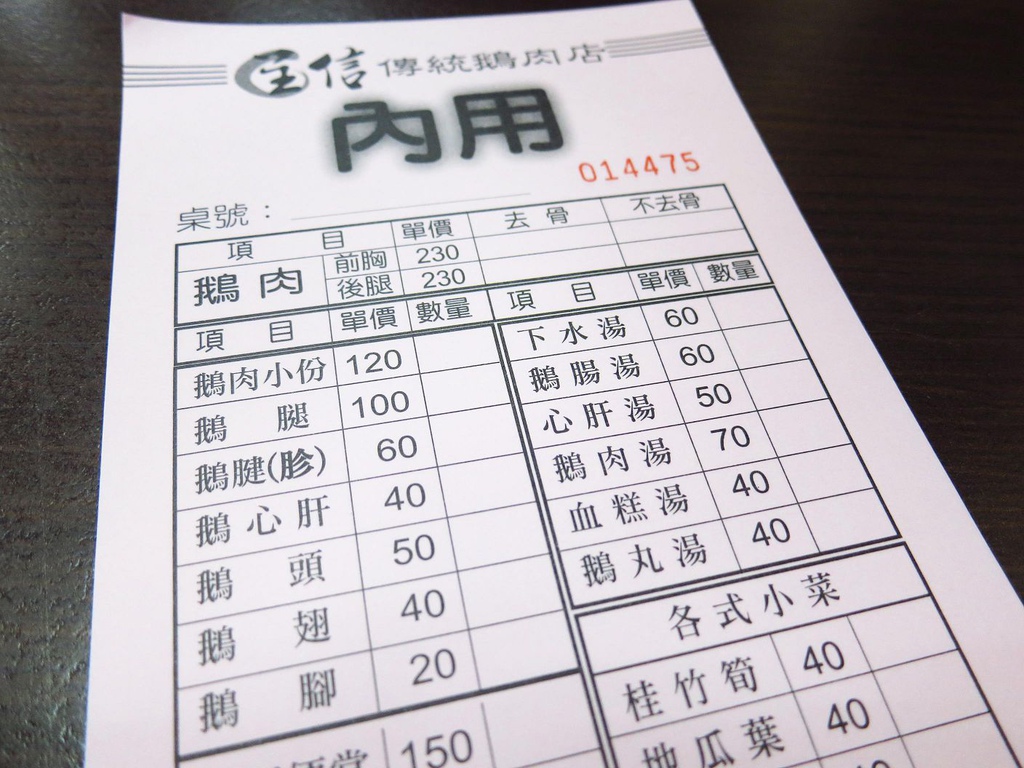 全信 傳統鵝肉店
內用
014475
桌號：
項 目 單價 去骨 不去骨
鵝肉 前胸 230
後腿 230
項 目 單價 數量
鵝肉小份 120
鵝 腿 100
鵝腱(胗) 60
鵝心肝 40
鵝 頭 50
鵝 翅 40
鵝 腳 20
150
項 目 單價 數量
下水湯 60
鵝腸湯 60
心肝湯 50
鵝肉湯 70
血糕湯 40
鵝丸湯 40
各式小菜
桂竹筍 40
地瓜葉 40